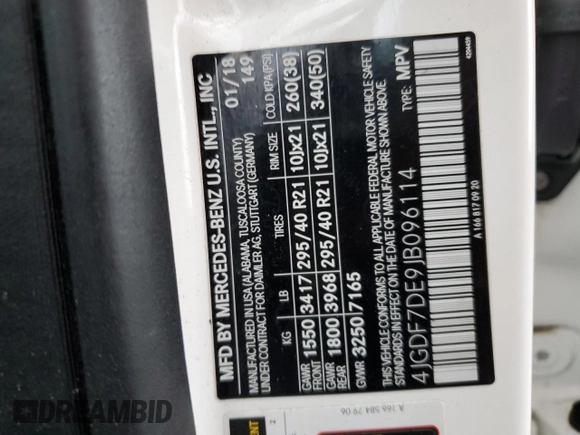 MFD BY MERCEDES-BENZ U.S. INTL., INC
MANUFACTURED IN USA (ALABAMA, TUSCALOOSA COUNTY)
UNDER CONTRACT FOR DAIMLER AG, STUTTGART (GERMANY)
01/18
149
KG LB TIRES RIM SIZE COLD KPA(PSI)
GAWR FRONT 1550 3417 295/40 R21 10Jx21 260(38)
GAWR REAR 1800 3968 295/40 R21 10Jx21 340(50)
GVWR 3250 7165
THIS VEHICLE CONFORMS TO ALL APPLICABLE FEDERAL MOTOR VEHICLE SAFETY
STANDARDS IN EFFECT ON THE DATE OF MANUFACTURE SHOWN ABOVE.
4JGDF7DE9JB096114 TYPE: MPV
A 166 817 09 20
4204459
A 166 584 79 06
2
DREAMBID